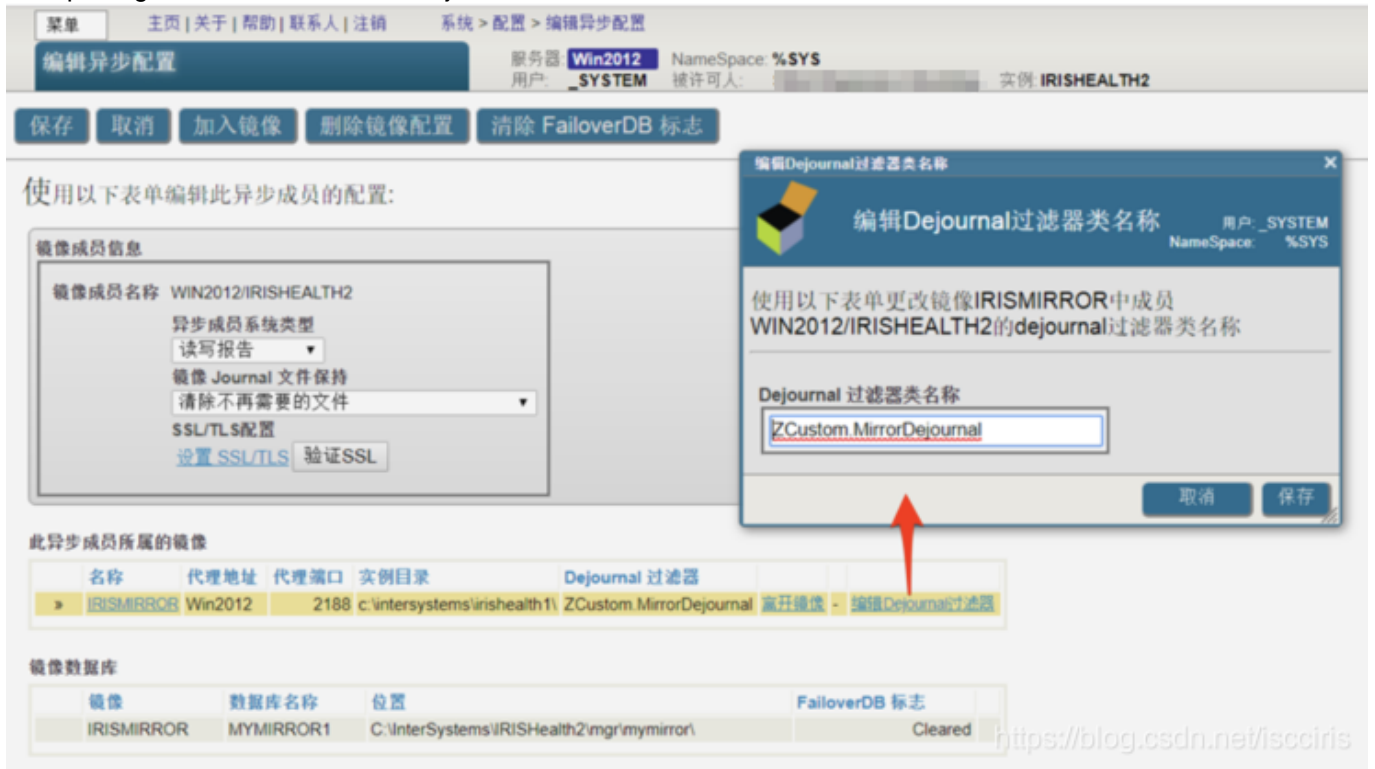 菜单 主页 | 关于 | 帮助 | 联系人 | 注销 系统 > 配置 > 编辑异步配置
编辑异步配置
服务器: Win2012 NameSpace: %SYS
用户: _SYSTEM 被许可人: 实例: IRISHEALTH2
保存 取消 加入镜像 删除镜像配置 清除 FailoverDB 标志
使用以下表单编辑此异步成员的配置:
镜像成员信息
镜像成员名称 WIN2012/IRISHEALTH2
异步成员系统类型
读写报告
镜像 Journal 文件保持
清除不再需要的文件
SSL/TLS配置
设置 SSL/TLS 验证SSL
编辑Dejournal过滤器类名称 ×
编辑Dejournal过滤器类名称
用户: _SYSTEM
NameSpace: %SYS
使用以下表单更改镜像IRISMIRROR中成员
WIN2012/IRISHEALTH2的dejournal过滤器类名称
Dejournal 过滤器类名称
ZCustom.MirrorDejournal
取消 保存
此异步成员所属的镜像
名称 代理地址 代理端口 实例目录 Dejournal 过滤器
» IRISMIRROR Win2012 2188 c:\intersystems\irishealth1\ ZCustom.MirrorDejournal 离开镜像 - 编辑Dejournal过滤器
镜像数据库
镜像 数据库名称 位置 FailoverDB 标志
IRISMIRROR MYMIRROR1 C:\InterSystems\IRISHealth2\mgr\mymirror\ Cleared
https://blog.csdn.net/iscciris